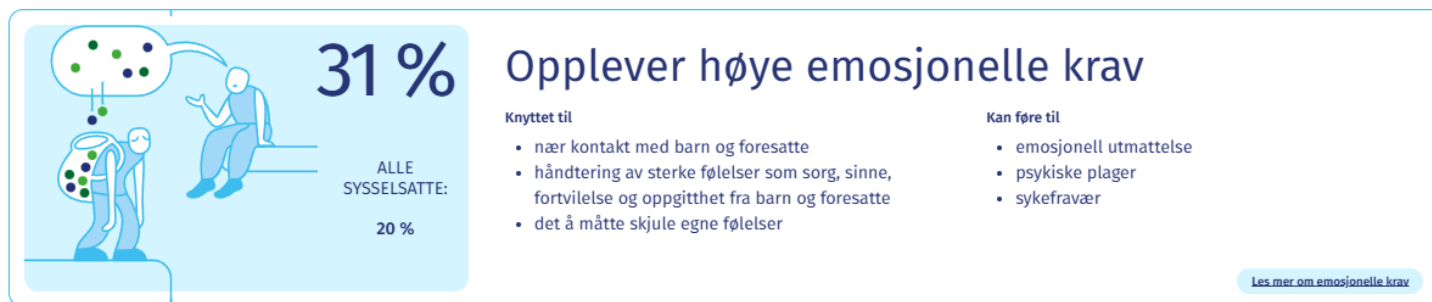 31 %
ALLE
SYSSELSATTE:
20 %
Opplever høye emosjonelle krav
Knyttet til
• nær kontakt med barn og foresatte
• håndtering av sterke følelser som sorg, sinne,
fortvilelse og oppgitthet fra barn og foresatte
• det å måtte skjule egne følelser
Kan føre til
• emosjonell utmattelse
• psykiske plager
• sykefravær
Les mer om emosjonelle krav